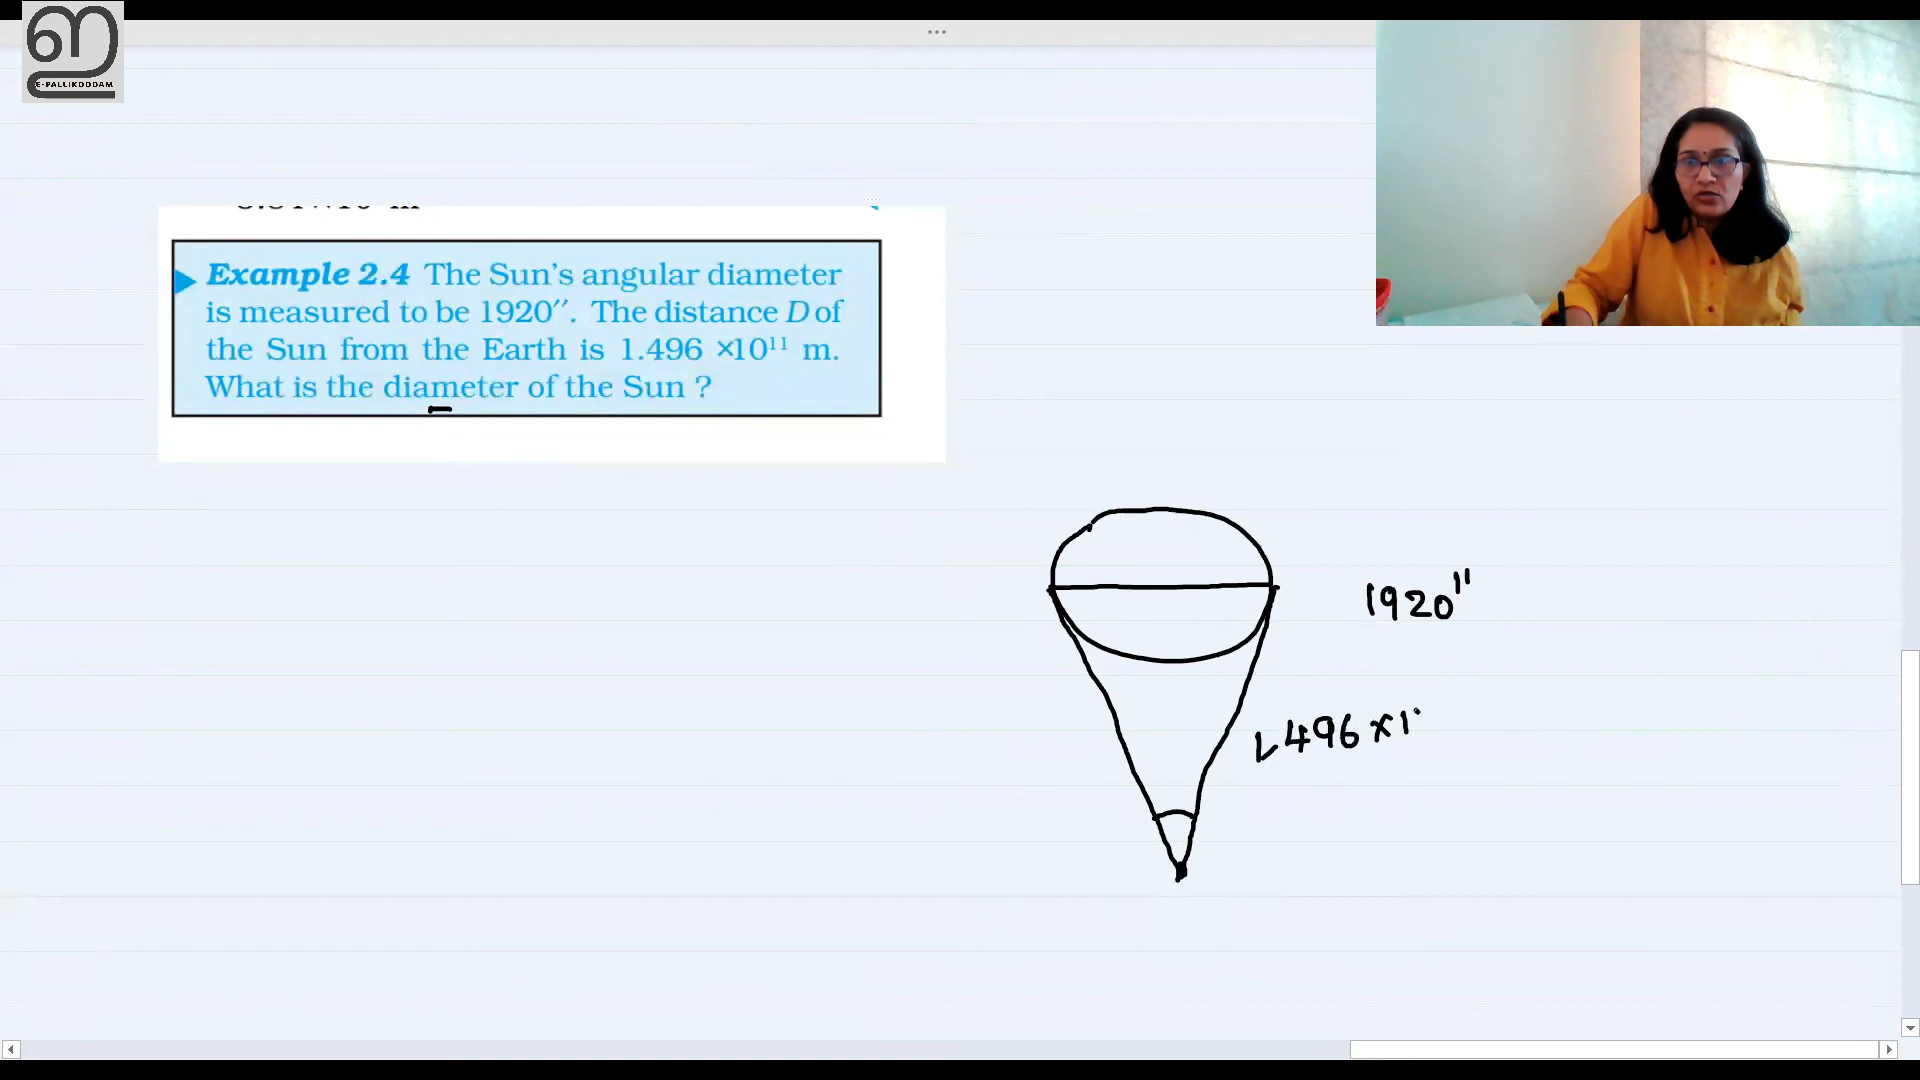 E-PALLIKOODAM
Example 2.4 The Sun's angular diameter
is measured to be 1920″. The distance D of
the Sun from the Earth is 1.496 ×10¹¹ m.
What is the diameter of the Sun ?
1920''
1.496 × 1